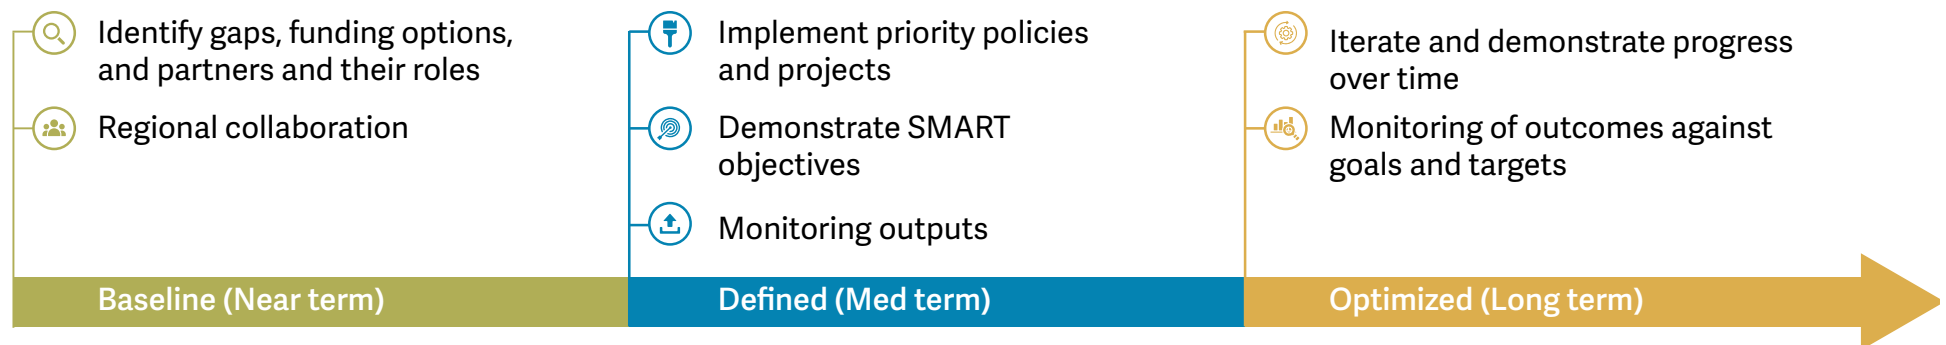 Identify gaps, funding options,
and partners and their roles
Regional collaboration
Baseline (Near term)
Implement priority policies
and projects
Demonstrate SMART
objectives
Monitoring outputs
Defined (Med term)
Iterate and demonstrate progress
over time
Monitoring of outcomes against
goals and targets
Optimized (Long term)